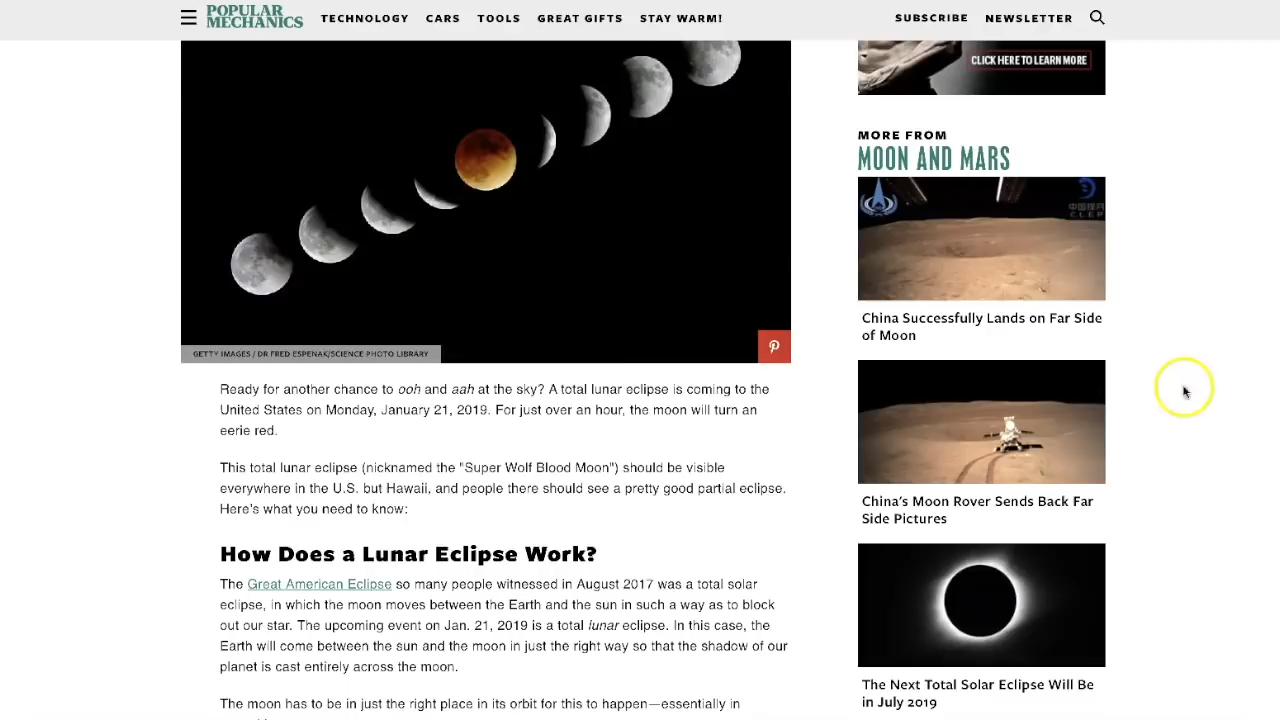 POPULAR
MECHANICS
TECHNOLOGY CARS TOOLS GREAT GIFTS STAY WARM!
SUBSCRIBE NEWSLETTER
CLICK HERE TO LEARN MORE
GETTY IMAGES / DR FRED ESPENAK/SCIENCE PHOTO LIBRARY
Ready for another chance to ooh and aah at the sky? A total lunar eclipse is coming to the
United States on Monday, January 21, 2019. For just over an hour, the moon will turn an
eerie red.
This total lunar eclipse (nicknamed the "Super Wolf Blood Moon") should be visible
everywhere in the U.S. but Hawaii, and people there should see a pretty good partial eclipse.
Here's what you need to know:
How Does a Lunar Eclipse Work?
The Great American Eclipse so many people witnessed in August 2017 was a total solar
eclipse, in which the moon moves between the Earth and the sun in such a way as to block
out our star. The upcoming event on Jan. 21, 2019 is a total lunar eclipse. In this case, the
Earth will come between the sun and the moon in just the right way so that the shadow of our
planet is cast entirely across the moon.
The moon has to be in just the right place in its orbit for this to happen—essentially in
MORE FROM
MOON AND MARS
中国探月
CLEP
China Successfully Lands on Far Side
of Moon
China's Moon Rover Sends Back Far
Side Pictures
The Next Total Solar Eclipse Will Be
in July 2019